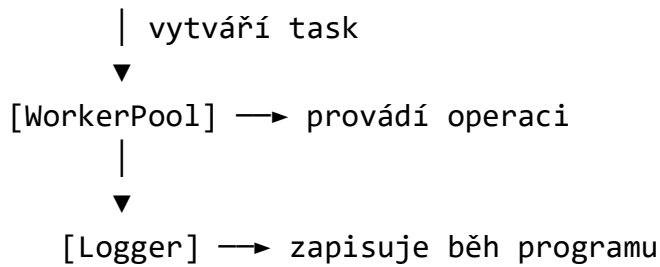 │ vytváří task
▼
[WorkerPool] ──► provádí operaci
│
▼
[Logger] ──► zapisuje běh programu